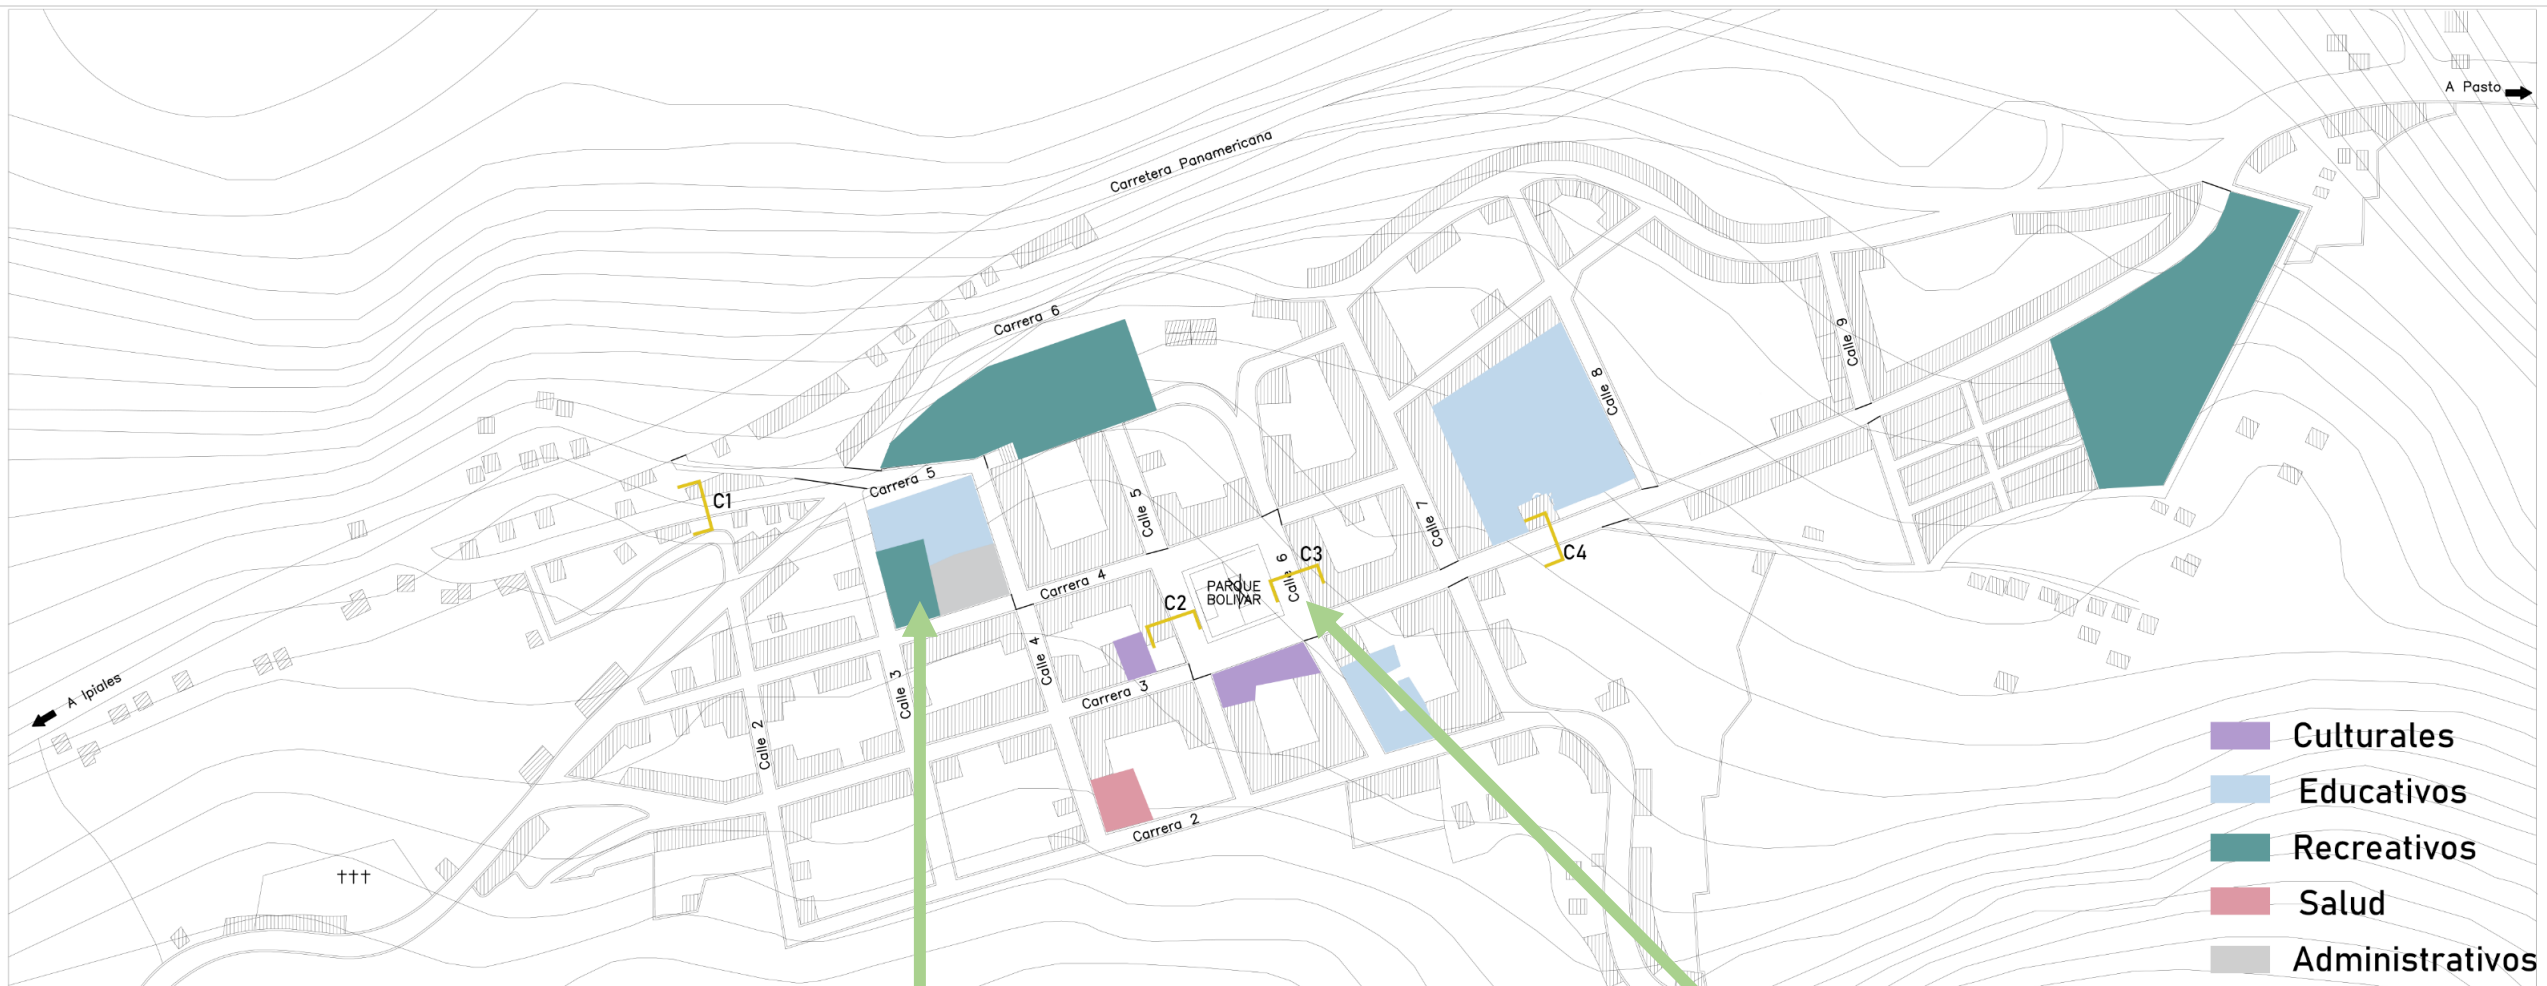 A Pasto
Carretera Panamericana
Carrera 6
Calle 9
Calle 8
Carrera 5
C1
Calle 5
Calle 7
C4
C3
Calle 6
Carrera 4
PARQUE
BOLIVAR
C2
Calle 4
Calle 3
Carrera 3
A Ipiales
Calle 2
Carrera 2
†††
Culturales
Educativos
Recreativos
Salud
Administrativos